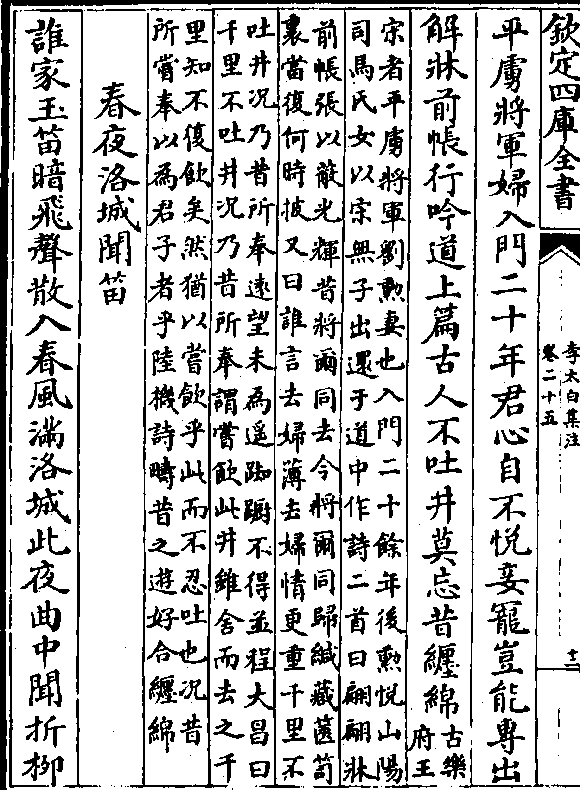 欽定四庫全書
李太白集注
卷二十五
十二
平虜將軍婦入門二十年君心自不悅妾寵豈能專出
解牀前帳行吟道上篇古人不吐井莫忘昔纏綿古樂
府王
宋者平虜將軍劉勲妻也入門二十餘年後勲悅山陽
司馬氏女以宋無子出還于道中作詩二首曰翩翩牀
前帳張以蔽光輝昔將爾同去今將爾同歸緘藏篋笥
裏當復何時披又曰誰言去婦薄去婦情更重千里不
吐井况乃昔所奉遠望未為遥踟蹰不得並程大昌曰
千里不吐井况乃昔所奉謂嘗飲此井雖舍而去之千
里知不復飲矣然猶以嘗飲乎此而不忍吐也况昔
所嘗奉以為君子者乎陸機詩疇昔之遊好合纏綿
春夜洛城聞笛
誰家玉笛暗飛聲散入春風滿洛城此夜曲中聞折柳